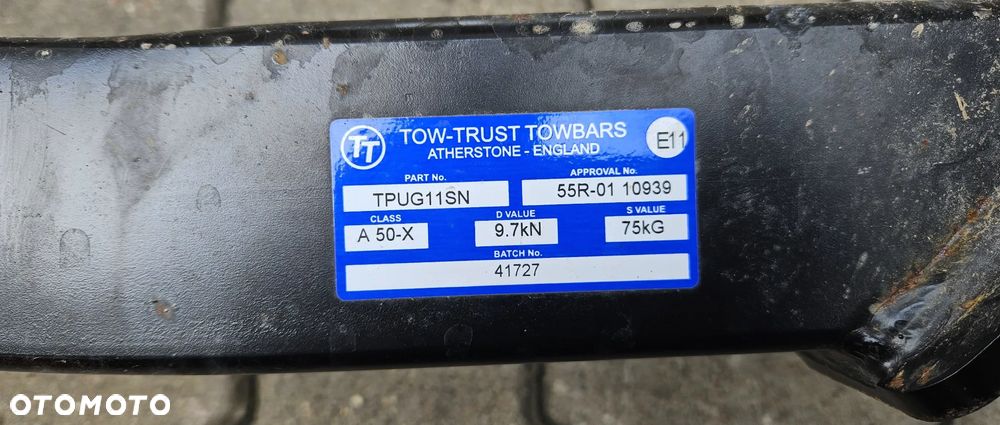 TT
TOW-TRUST TOWBARS
E11
ATHERSTONE - ENGLAND
PART No.
APPROVAL No.
TPUG11SN
55R-01 10939
CLASS
D VALUE
S VALUE
A 50-X
9.7kN
75kG
BATCH No.
41727
OTOMOTO